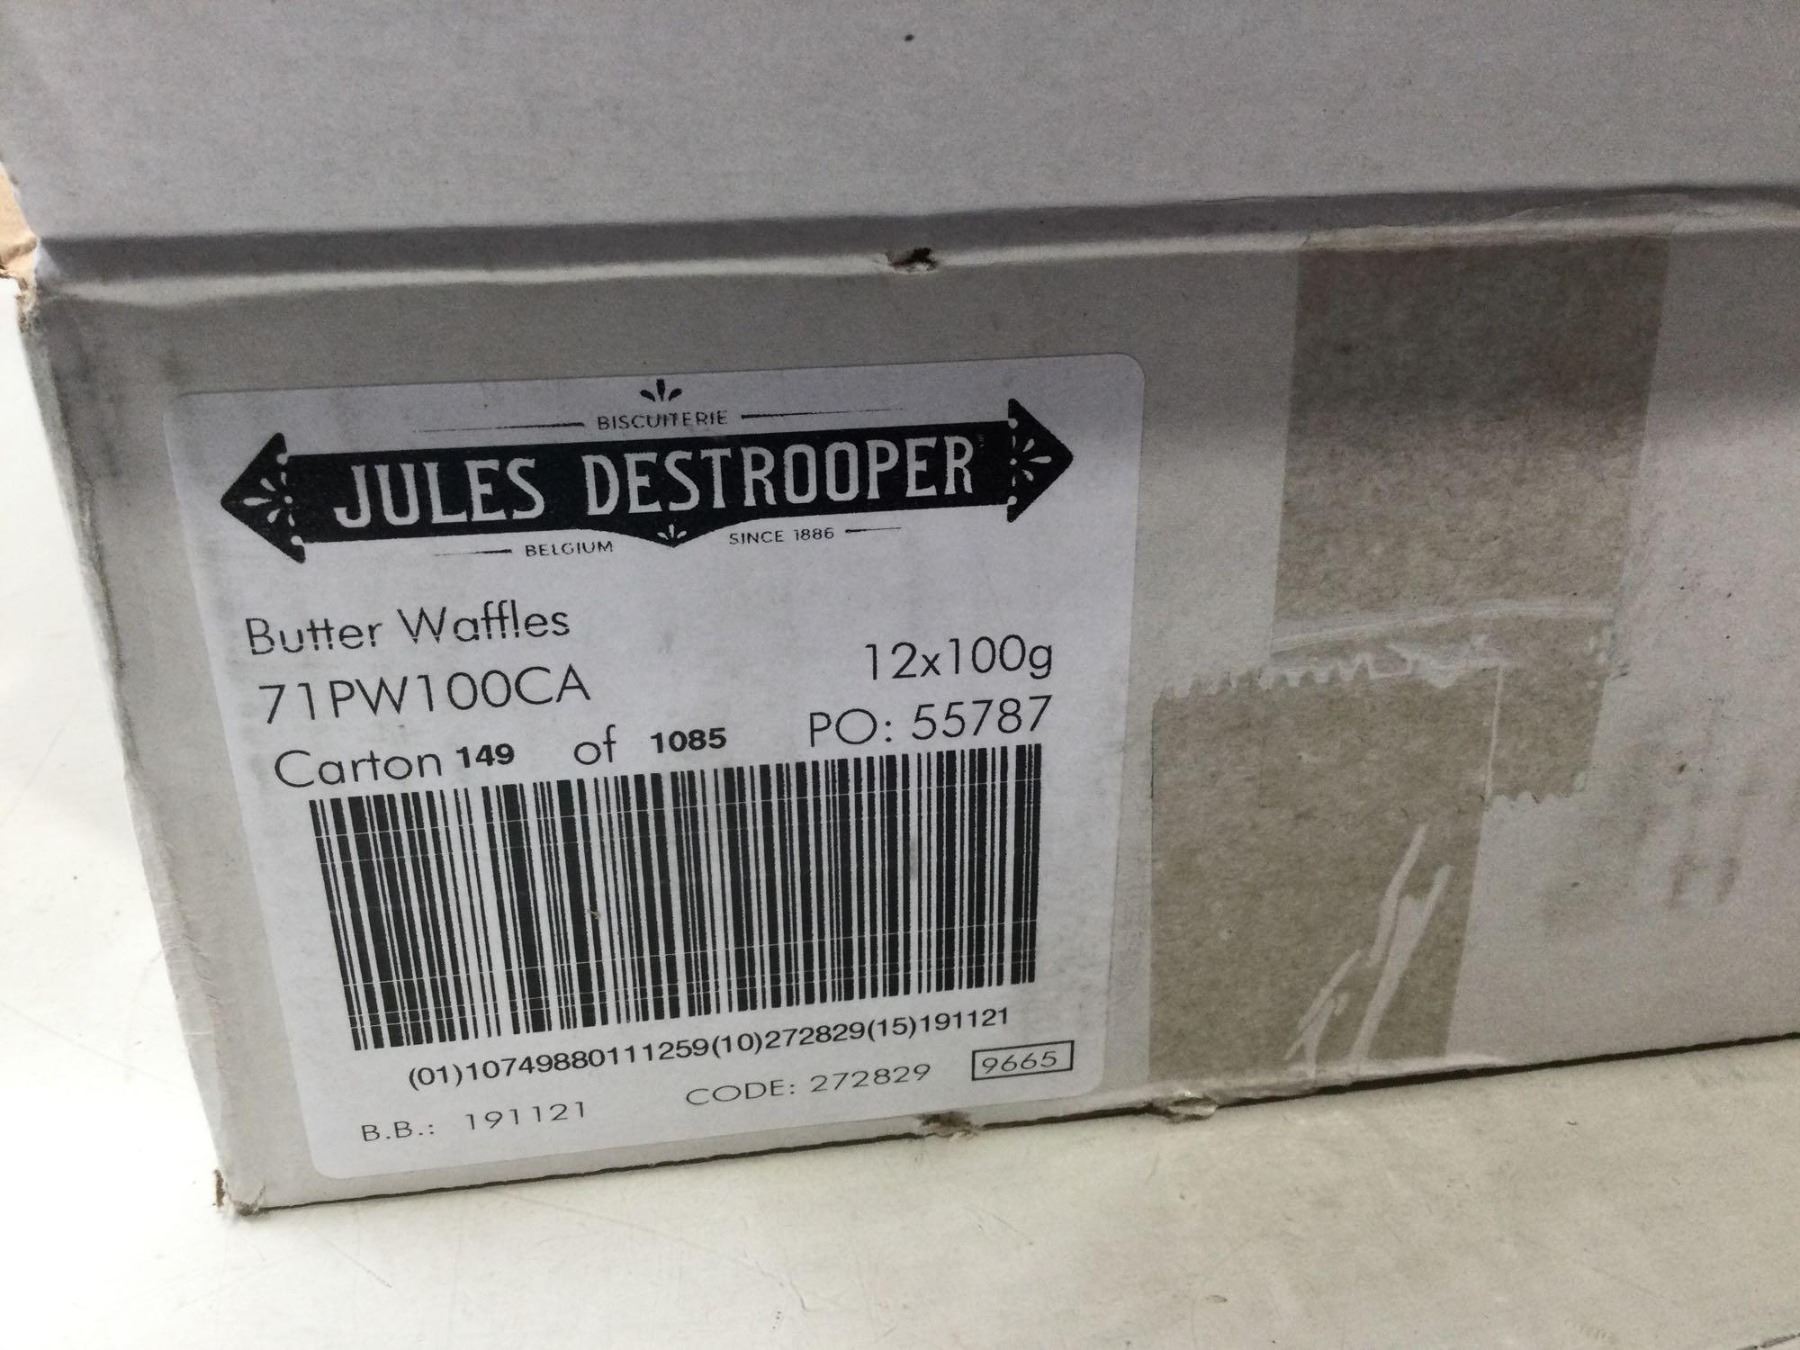 BISCUITERIE
JULES DESTROOPER
BELGIUM SINCE 1886
Butter Waffles
71PW100CA 12x100g
Carton 149 of 1085 PO: 55787
(01)10749880111259(10)272829(15)191121
B.B.: 191121 CODE: 272829 9665